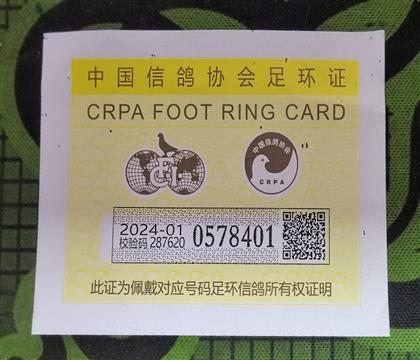 中国信鸽协会足环证
CRPA FOOT RING CARD
FCI
中国信鸽协会
CRPA
2024-01
校验码 287620
0578401
此证为佩戴对应号码足环信鸽所有权证明